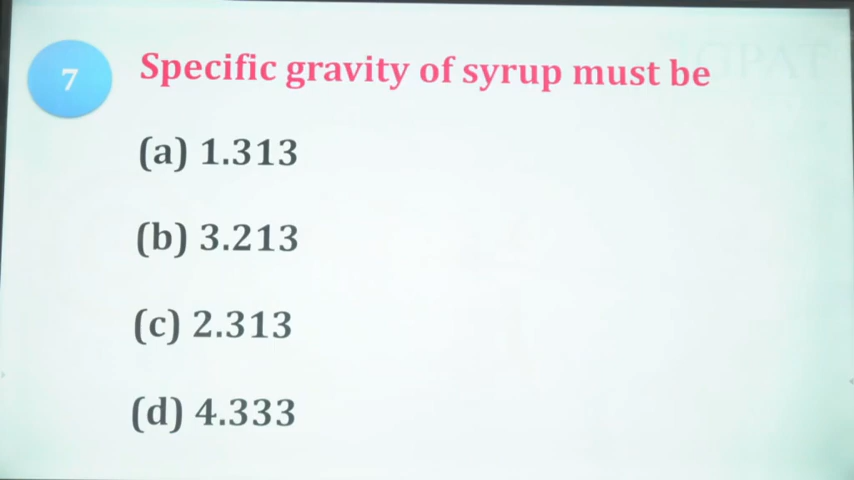 7
Specific gravity of syrup must be
(a) 1.313
(b) 3.213
(c) 2.313
(d) 4.333